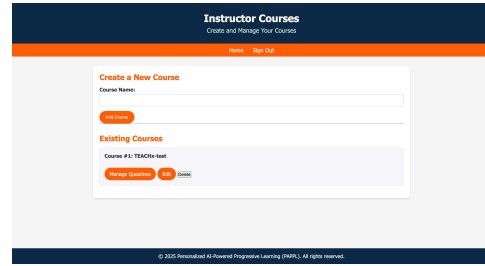 Instructor Courses
Create and Manage Your Courses
Home Sign Out
Create a New Course
Course Name:
Add Course
Existing Courses
Course #1: TEACHx-test
Manage Questions Edit Delete
© 2025 Personalized AI-Powered Progressive Learning (PAPPL). All rights reserved.